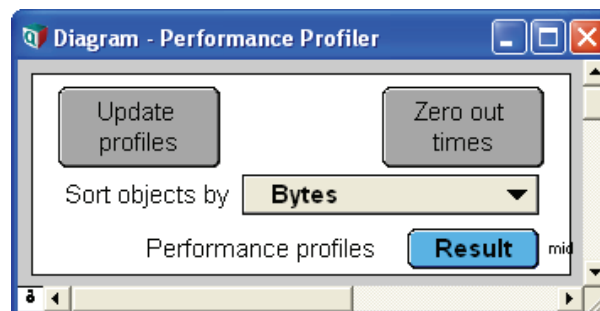 Diagram - Performance Profiler
Update profiles
Zero out times
Sort objects by Bytes
Performance profiles Result mid